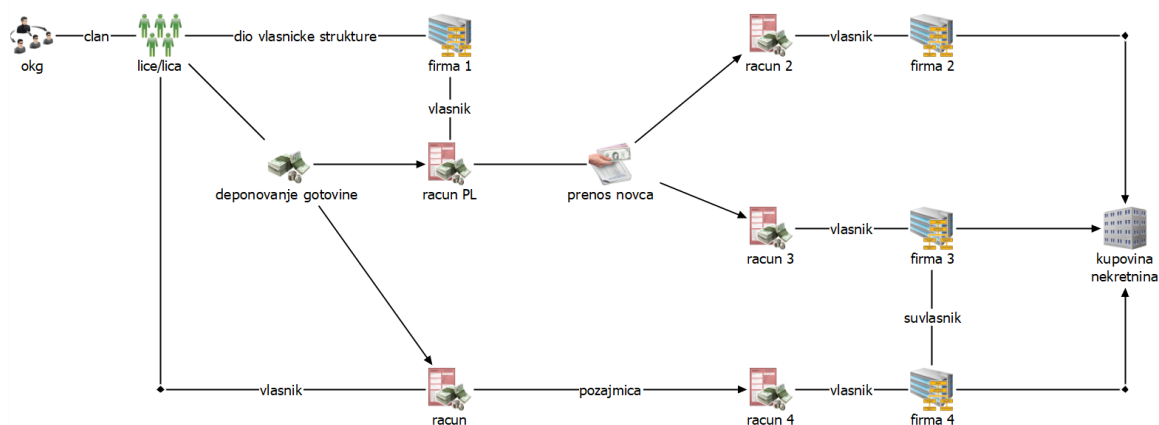 clan
dio vlasnicke strukture
vlasnik
okg
lice/lica
firma 1
racun 2
firma 2
vlasnik
deponovanje gotovine
racun PL
prenos novca
vlasnik
racun 3
firma 3
kupovina
nekretnina
suvlasnik
vlasnik
pozajmica
vlasnik
racun
racun 4
firma 4